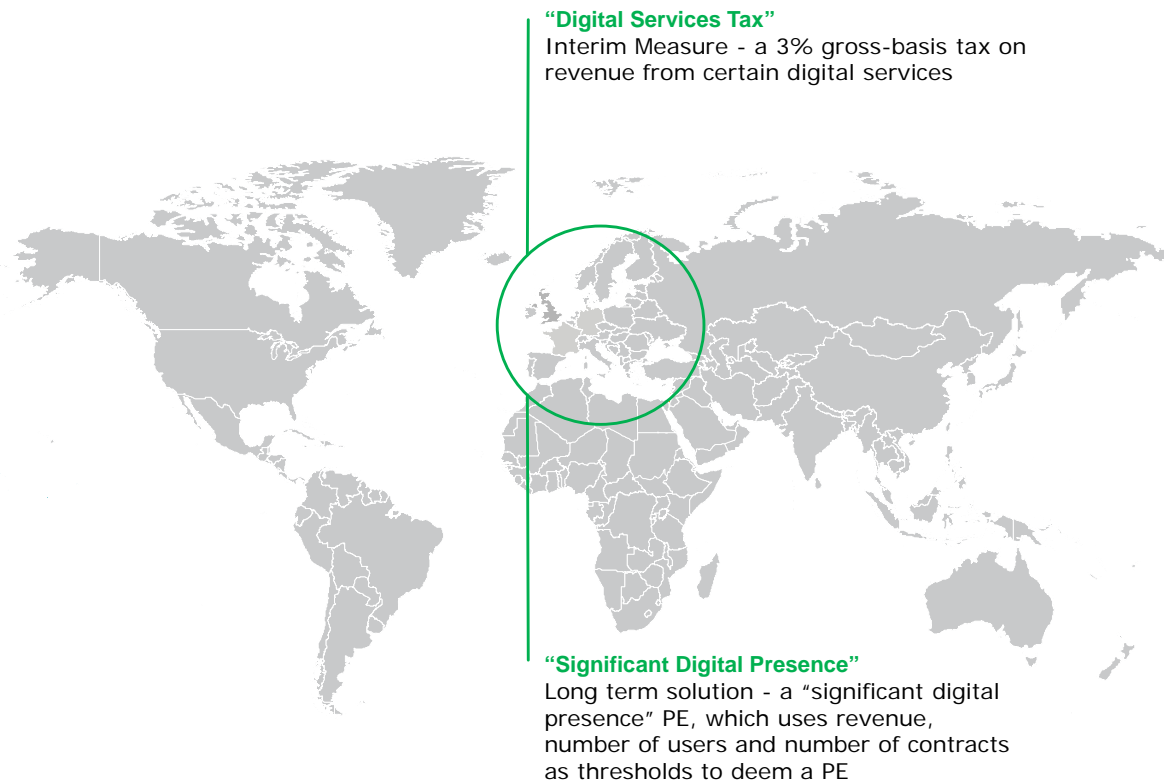 “Digital Services Tax”
Interim Measure - a 3% gross-basis tax on
revenue from certain digital services
“Significant Digital Presence”
Long term solution - a “significant digital
presence” PE, which uses revenue,
number of users and number of contracts
as thresholds to deem a PE